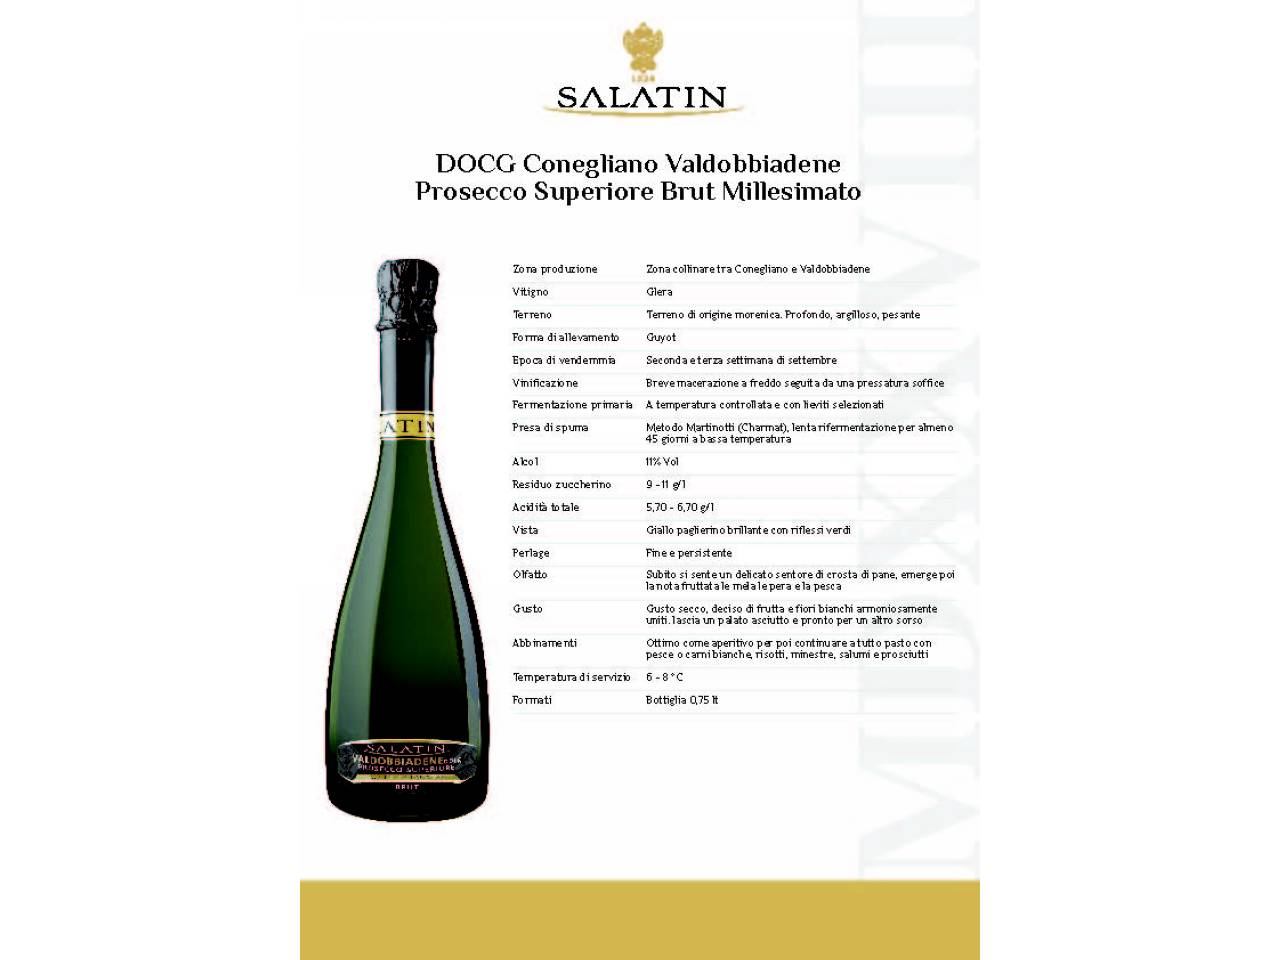 1828
SALATIN
DOCG Conegliano Valdobbiadene
Prosecco Superiore Brut Millesimato
Zona produzione Zona collinare tra Conegliano e Valdobbiadene
Vitigno Glera
Terreno Terreno di origine morenica. Profondo, argilloso, pesante
Forma di allevamento Guyot
Epoca di vendemmia Seconda e terza settimana di settembre
Vinificazione Breve macerazione a freddo seguita da una pressatura soffice
Fermentazione primaria A temperatura controllata e con lieviti selezionati
Presa di spuma Metodo Martinotti (Charmat), lenta rifermentazione per almeno
45 giorni a bassa temperatura
Alcol 11% Vol
Residuo zuccherino 9 - 11 g/l
Acidità totale 5,70 - 6,70 g/l
Vista Giallo paglierino brillante con riflessi verdi
Perlage Fine e persistente
Olfatto Subito si sente un delicato sentore di crosta di pane, emerge poi
la nota fruttata le mela le pera e la pesca
Gusto Gusto secco, deciso di frutta e fiori bianchi armoniosamente
uniti. lascia un palato asciutto e pronto per un altro sorso
Abbinamenti Ottimo come aperitivo per poi continuare a tutto pasto con
pesce o carni bianche, risotti, minestre, salumi e prosciutti
Temperatura di servizio 6 - 8 °C
Formati Bottiglia 0,75 lt
ATIN
SALATIN
VALDOBBIADENE DOCG
PROSECCO SUPERIORE
BRUT
MDCCCXXVIII